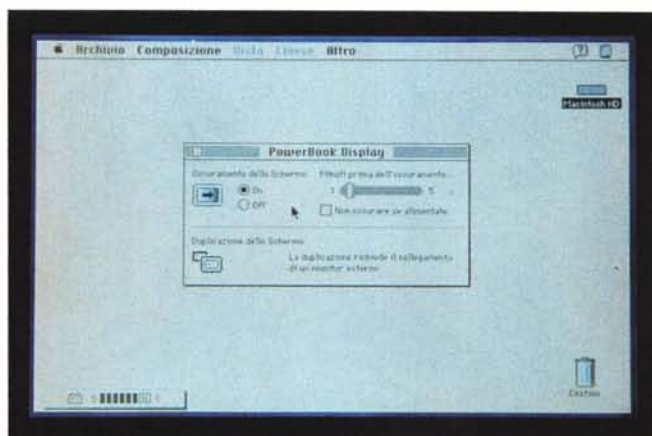 Archivio Composizione Vista Altro
Macintosh HD
PowerBook Display
Oscuramento dello Schermo
Minuti prima dell'oscuramento...
On
1 5
Off
Non oscurare se alimentato.
Duplicazione dello Schermo
La duplicazione richiede il collegamento
di un monitor esterno
Cestino